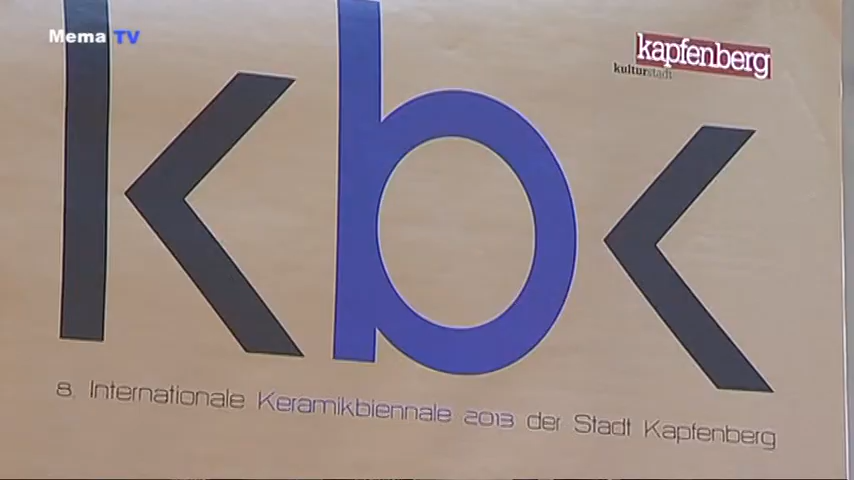 Mema TV
kapfenberg
kulturstadt
kbk
8. Internationale Keramikbiennale 2013 der Stadt Kapfenberg